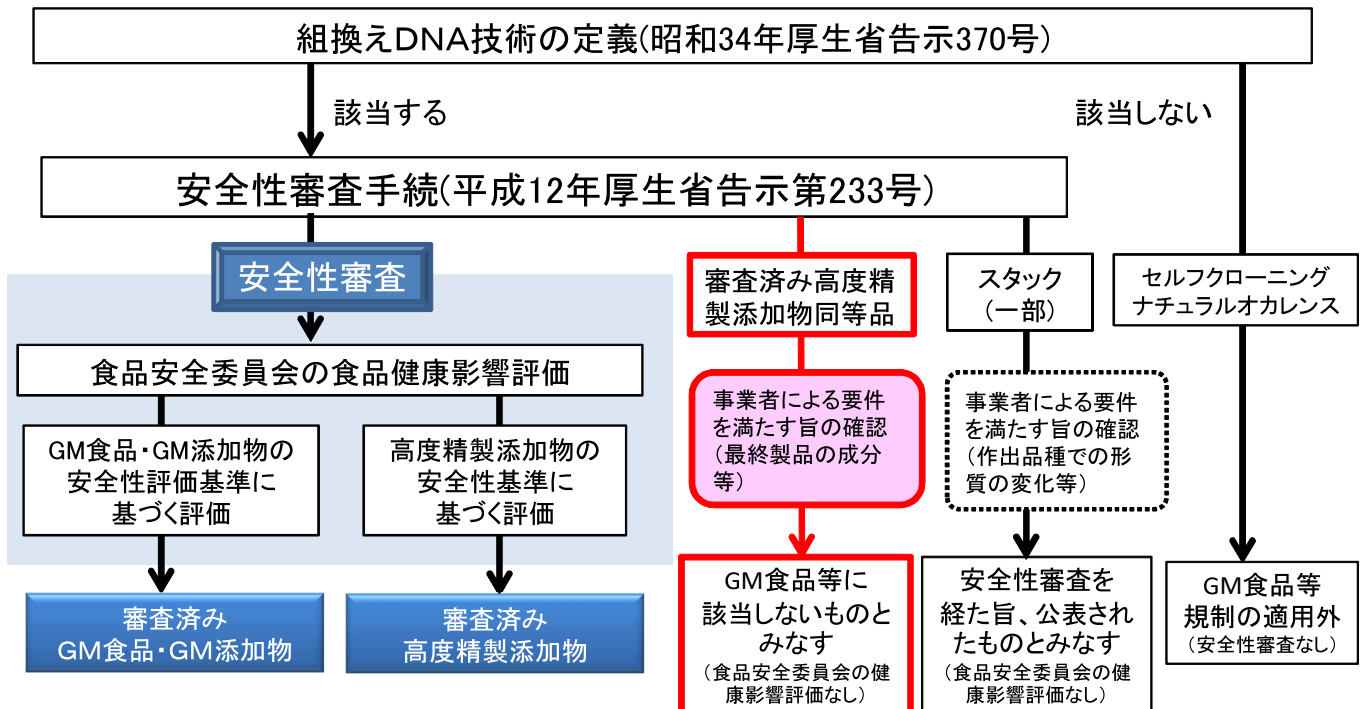 組換えDNA技術の定義(昭和34年厚生省告示370号)
該当する
該当しない
安全性審査手続(平成12年厚生省告示第233号)
安全性審査
食品安全委員会の食品健康影響評価
GM食品・GM添加物の
安全性評価基準に
基づく評価
高度精製添加物の
安全性基準に
基づく評価
審査済み
GM食品・GM添加物
審査済み
高度精製添加物
審査済み高度精
製添加物同等品
事業者による要件
を満たす旨の確認
（最終製品の成分
等）
GM食品等に
該当しないものと
みなす
（食品安全委員会の健
康影響評価なし）
スタック
（一部）
事業者による要件
を満たす旨の確認
（作出品種での形
質の変化等）
安全性審査を
経た旨、公表され
たものとみなす
（食品安全委員会の健
康影響評価なし）
セルフクローニング
ナチュラルオカレンス
GM食品等
規制の適用外
（安全性審査なし）